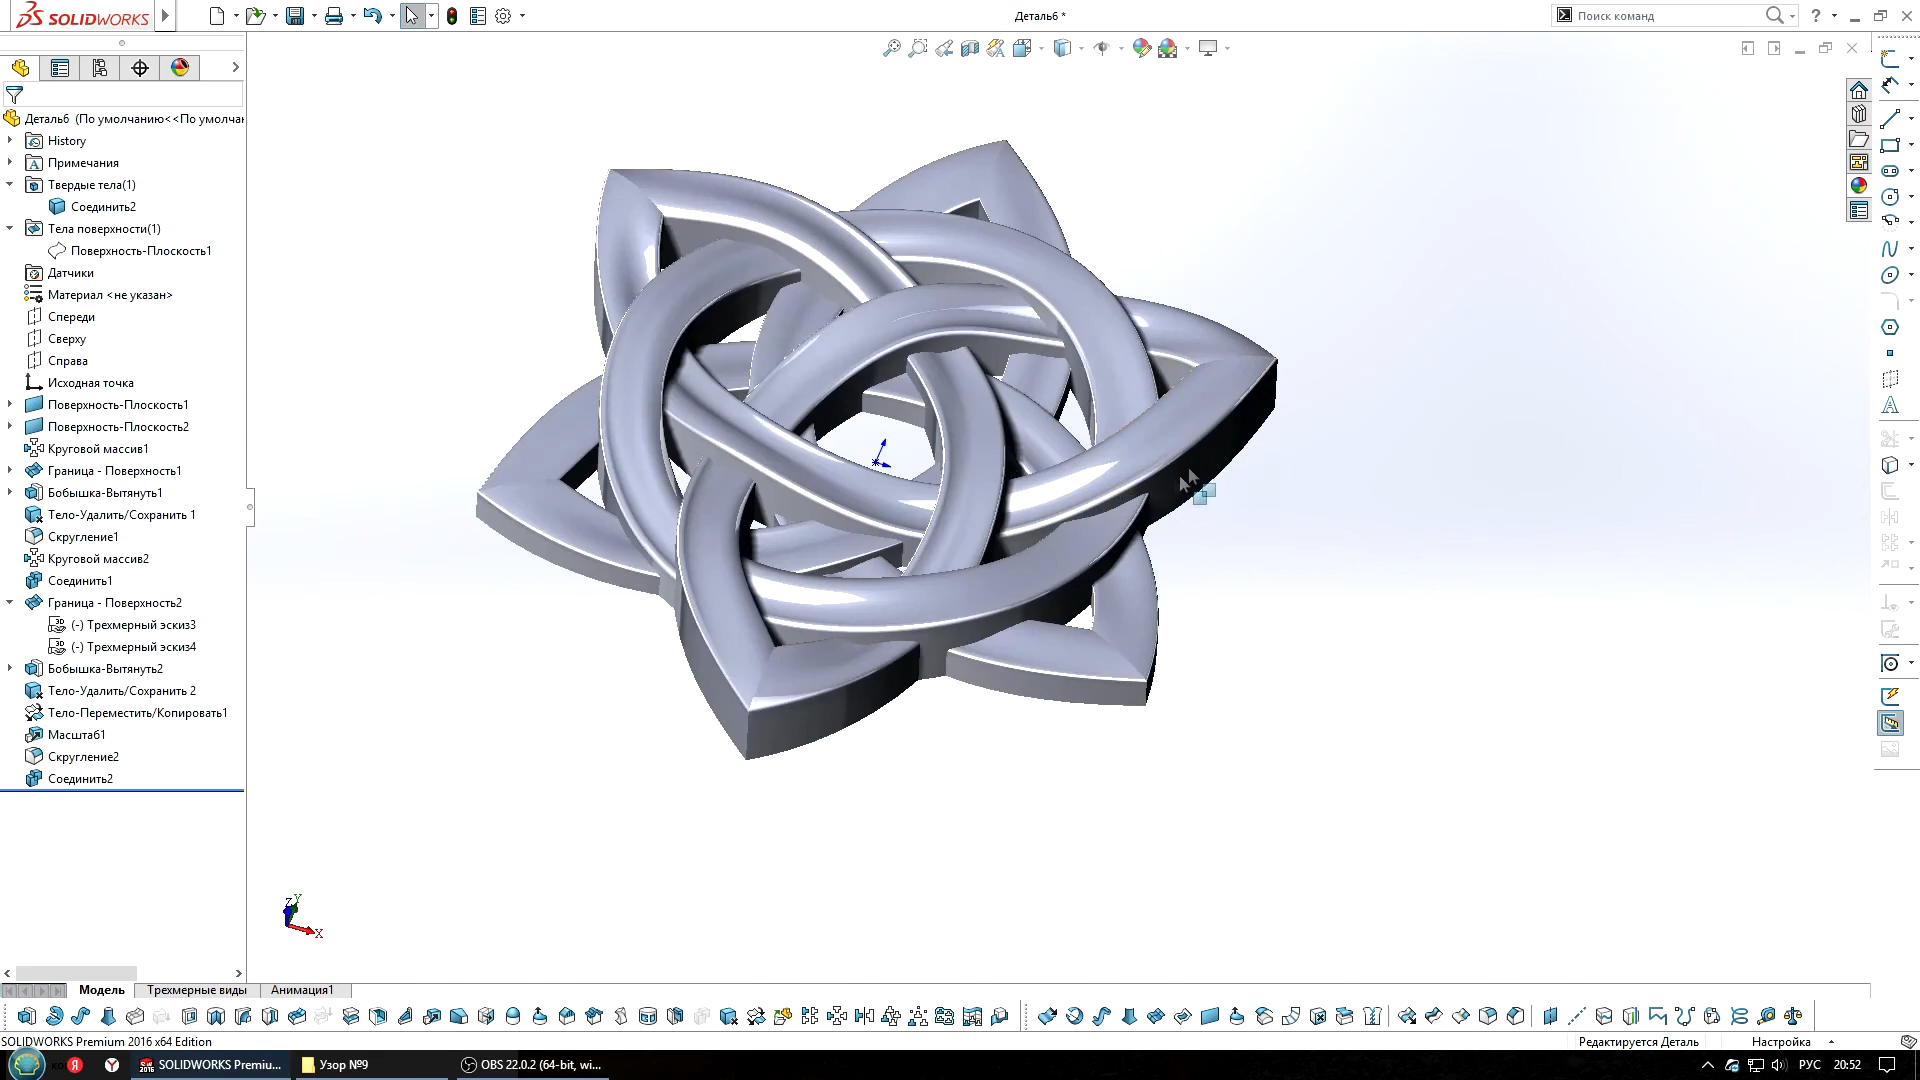 SOLIDWORKS
Деталь6 *
Поиск команд
Деталь6 (По умолчанию<<По умолчан
History
Примечания
Твердые тела(1)
Соединить2
Тела поверхности(1)
Поверхность-Плоскость1
Датчики
Материал <не указан>
Спереди
Сверху
Справа
Исходная точка
Поверхность-Плоскость1
Поверхность-Плоскость2
Круговой массив1
Граница - Поверхность1
Бобышка-Вытянуть1
Тело-Удалить/Сохранить 1
Скругление1
Круговой массив2
Соединить1
Граница - Поверхность2
(-) Трехмерный эскиз3
(-) Трехмерный эскиз4
Бобышка-Вытянуть2
Тело-Удалить/Сохранить 2
Тело-Переместить/Копировать1
Масштаб1
Скругление2
Соединить2
Z Y
X
Модель
Трехмерные виды
Анимация1
SOLIDWORKS Premium 2016 x64 Edition
Редактируется Деталь
Настройка
SOLIDWORKS Premiu...
Узор №9
OBS 22.0.2 (64-bit, wi...
РУС
20:52